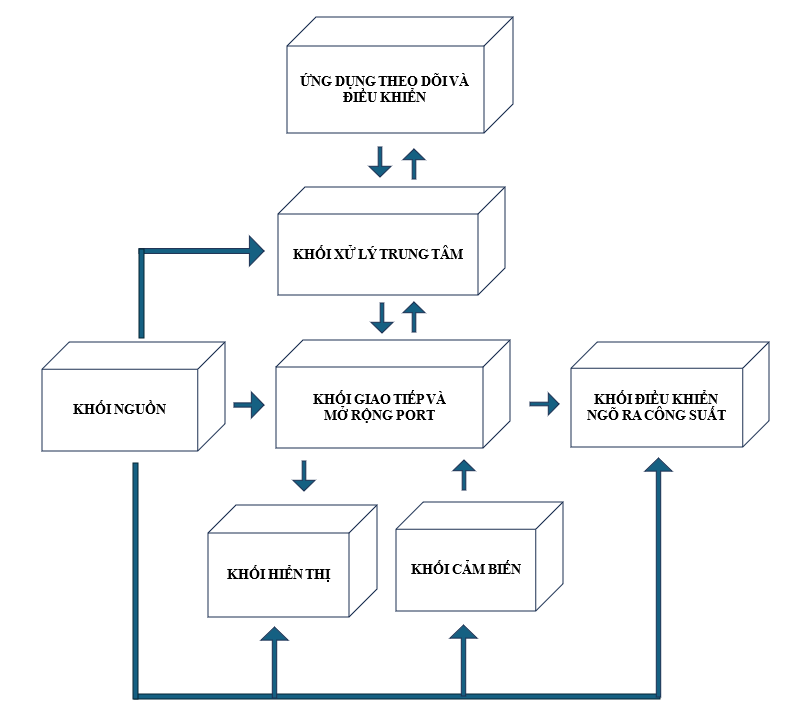 ỨNG DỤNG THEO DÕI VÀ
ĐIỀU KHIỂN
KHỐI XỬ LÝ TRUNG TÂM
KHỐI NGUỒN
KHỐI GIAO TIẾP VÀ
MỞ RỘNG PORT
KHỐI ĐIỀU KHIỂN
NGÕ RA CÔNG SUẤT
KHỐI HIỂN THỊ
KHỐI CẢM BIẾN